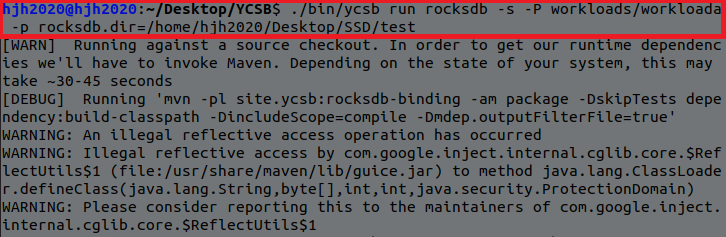 hjh2020@hjh2020:~/Desktop/YCSB$ ./bin/ycsb run rocksdb -s -P workloads/workloada
-p rocksdb.dir=/home/hjh2020/Desktop/SSD/test
[WARN]  Running against a source checkout. In order to get our runtime dependenc
ies we'll have to invoke Maven. Depending on the state of your system, this may
take ~30-45 seconds
[DEBUG]  Running 'mvn -pl site.ycsb:rocksdb-binding -am package -DskipTests depe
ndency:build-classpath -DincludeScope=compile -Dmdep.outputFilterFile=true'
WARNING: An illegal reflective access operation has occurred
WARNING: Illegal reflective access by com.google.inject.internal.cglib.core.$Ref
lectUtils$1 (file:/usr/share/maven/lib/guice.jar) to method java.lang.ClassLoade
r.defineClass(java.lang.String,byte[],int,int,java.security.ProtectionDomain)
WARNING: Please consider reporting this to the maintainers of com.google.inject.
internal.cglib.core.$ReflectUtils$1